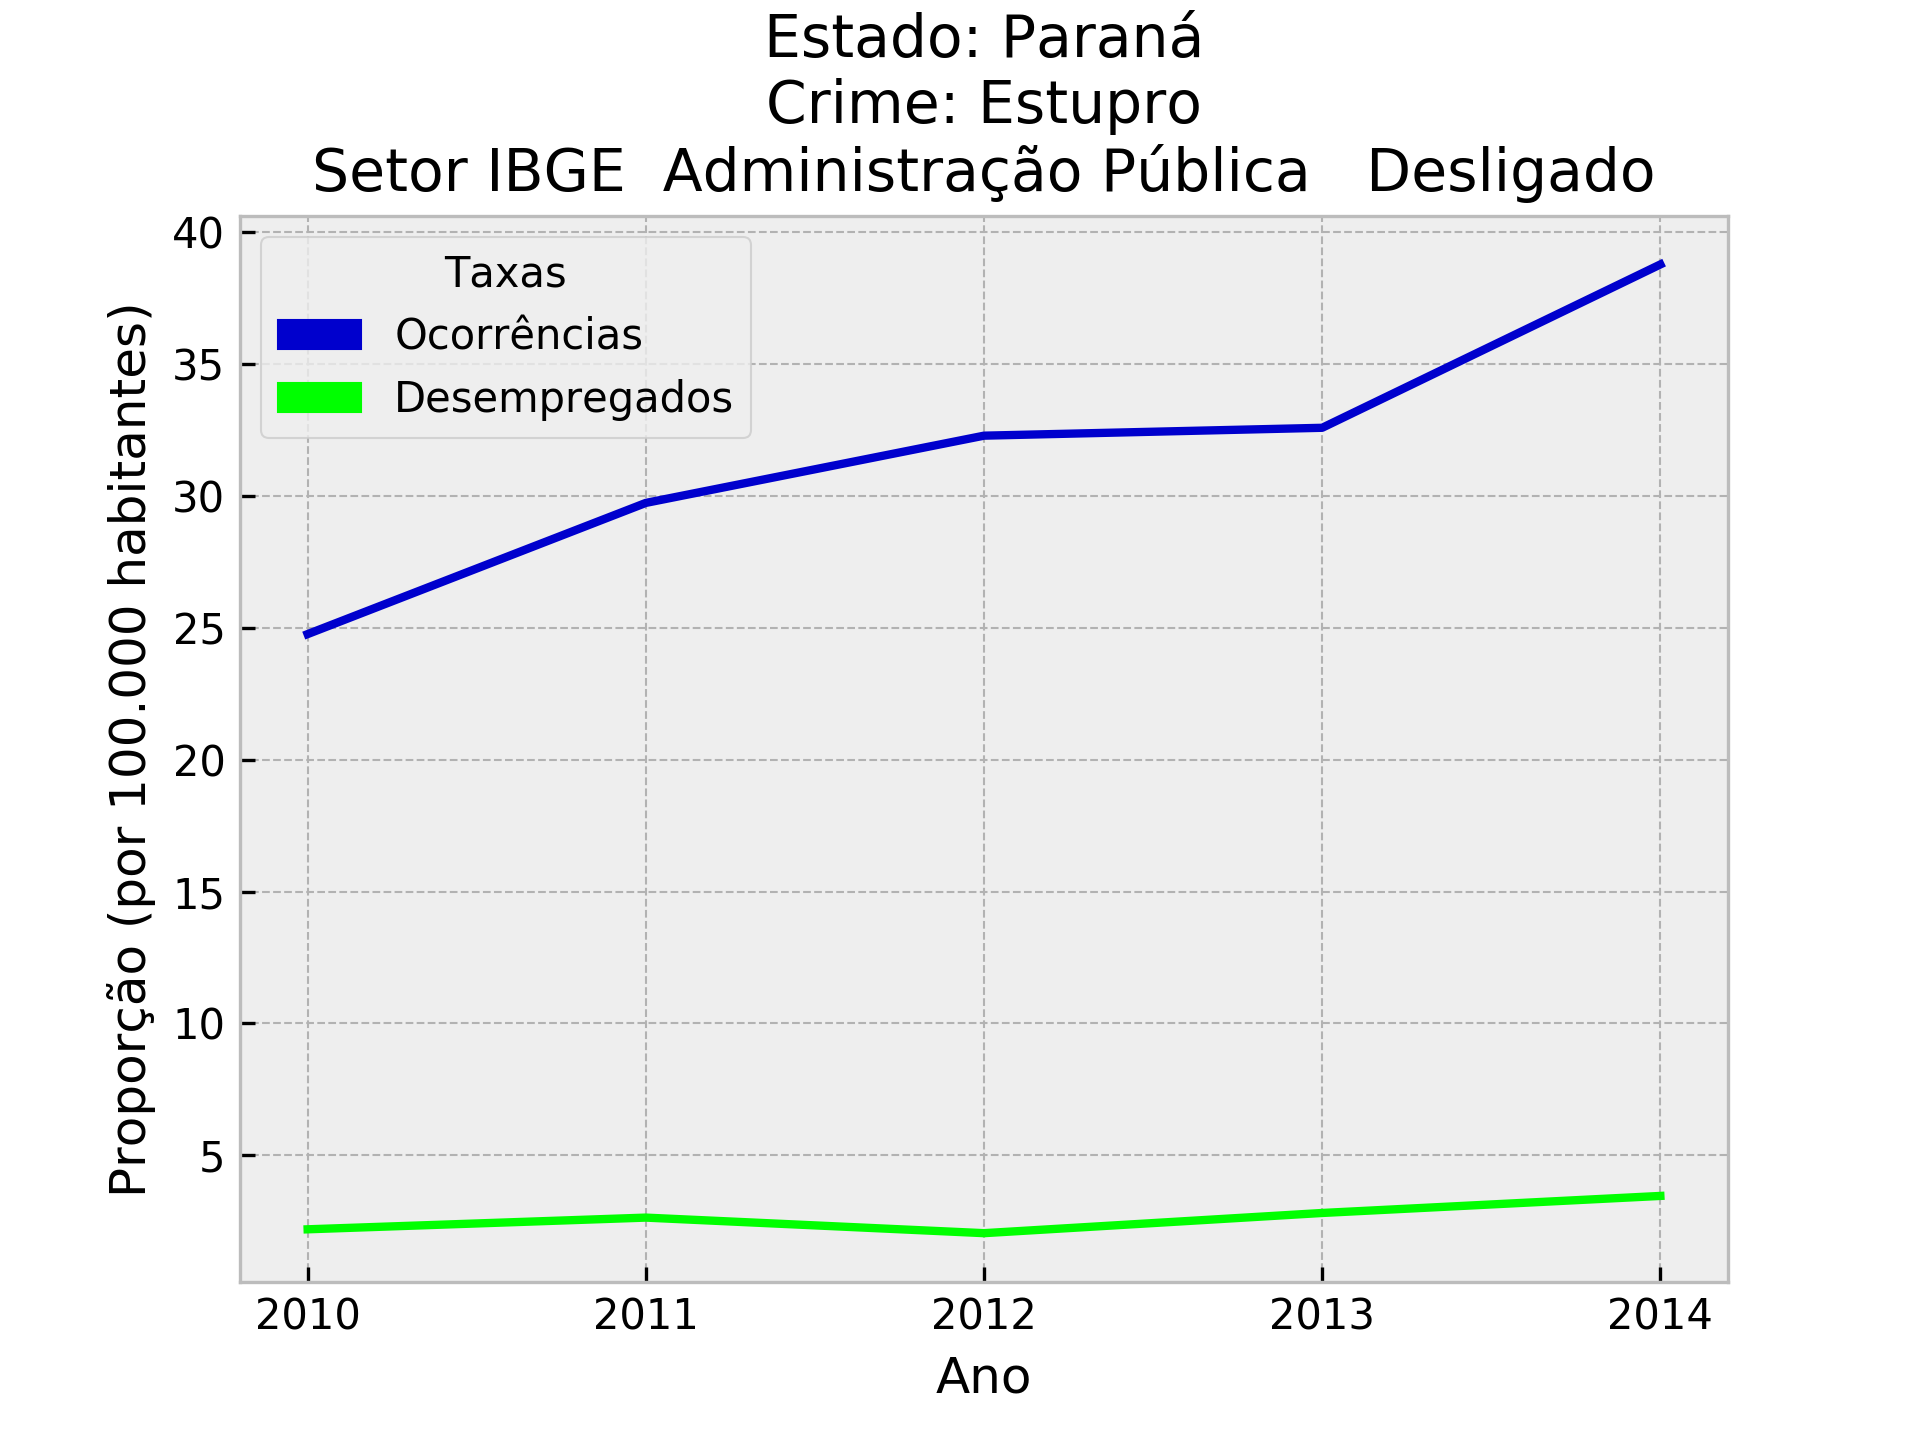 Estado: Paraná
Crime: Estupro
Setor IBGE  Administração Pública   Desligado
40
35
30
25
20
15
10
5
Proporção (por 100.000 habitantes)
Taxas
Ocorrências
Desempregados
2010 2011 2012 2013 2014
Ano